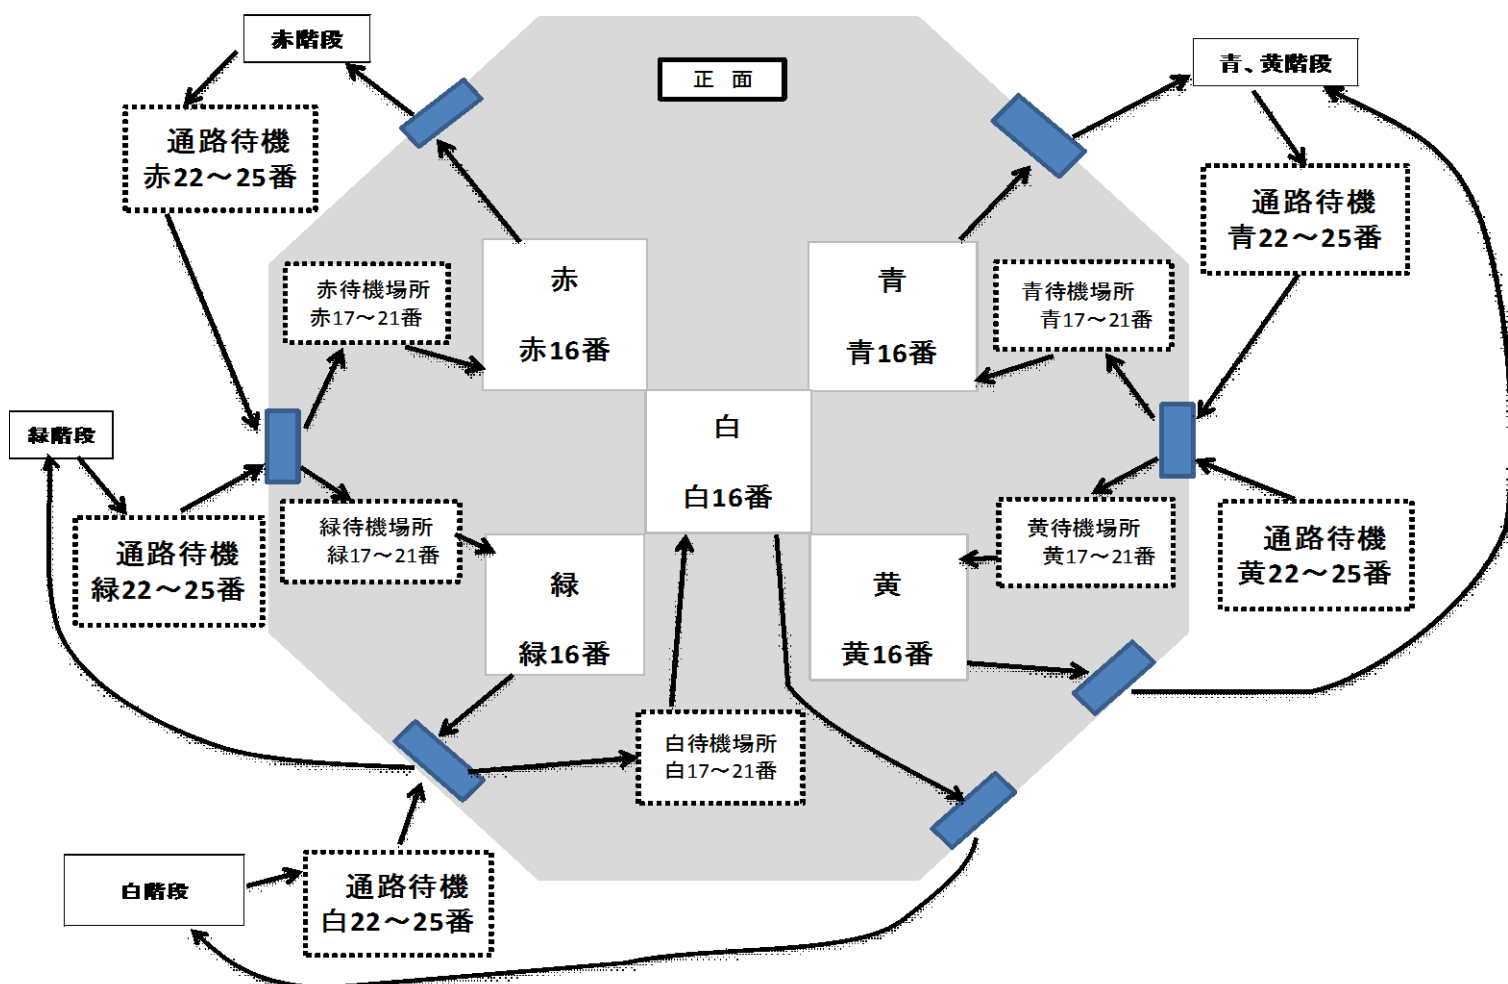 赤階段
正 面
青、黄階段
通路待機
赤22～25番
通路待機
青22～25番
赤待機場所
赤17～21番
赤
赤16番
青
青16番
青待機場所
青17～21番
緑階段
白
白16番
通路待機
緑22～25番
緑待機場所
緑17～21番
緑
緑16番
黄
黄16番
黄待機場所
黄17～21番
通路待機
黄22～25番
白待機場所
白17～21番
白階段
通路待機
白22～25番